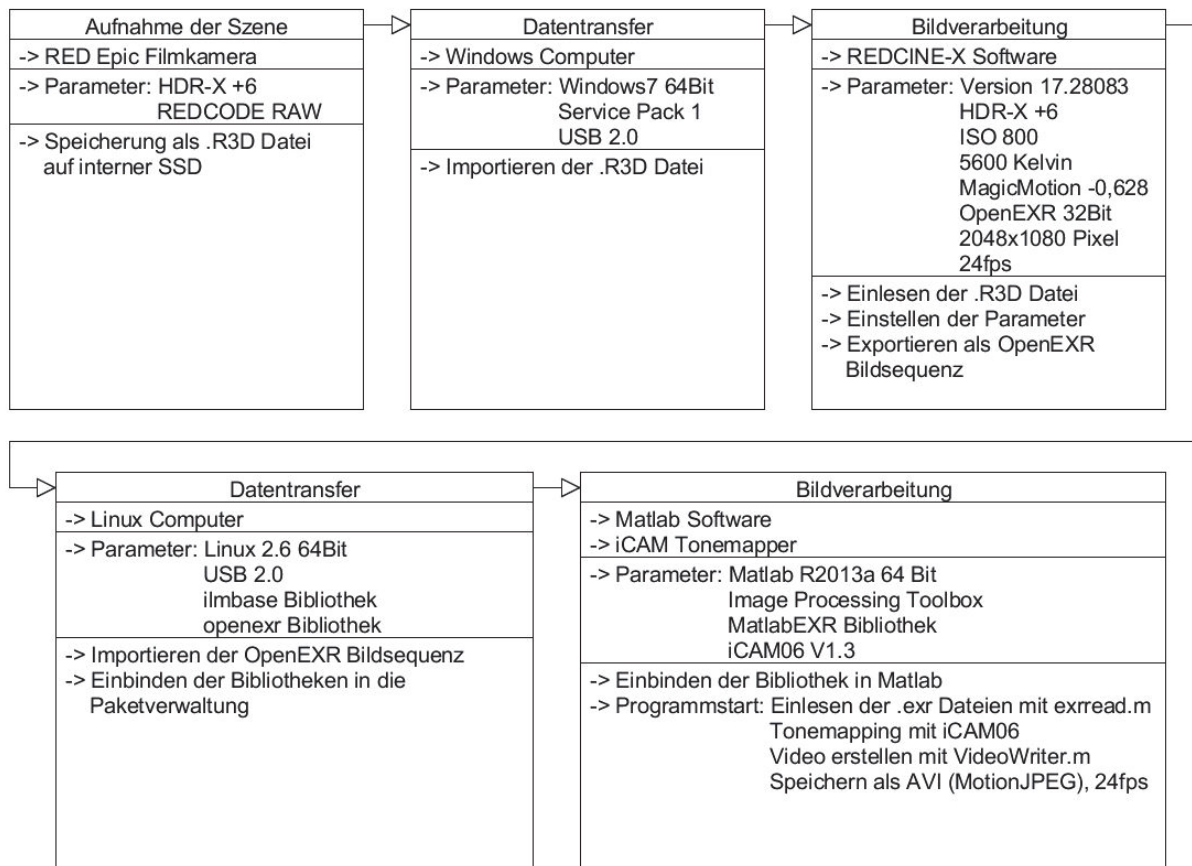 Aufnahme der Szene
-> RED Epic Filmkamera
-> Parameter: HDR-X +6
REDCODE RAW
-> Speicherung als .R3D Datei
auf interner SSD
Datentransfer
-> Windows Computer
-> Parameter: Windows7 64Bit
Service Pack 1
USB 2.0
-> Importieren der .R3D Datei
Bildverarbeitung
-> REDCINE-X Software
-> Parameter: Version 17.28083
HDR-X +6
ISO 800
5600 Kelvin
MagicMotion -0,628
OpenEXR 32Bit
2048x1080 Pixel
24fps
-> Einlesen der .R3D Datei
-> Einstellen der Parameter
-> Exportieren als OpenEXR
Bildsequenz
Datentransfer
-> Linux Computer
-> Parameter: Linux 2.6 64Bit
USB 2.0
ilmbase Bibliothek
openexr Bibliothek
-> Importieren der OpenEXR Bildsequenz
-> Einbinden der Bibliotheken in die
Paketverwaltung
Bildverarbeitung
-> Matlab Software
-> iCAM Tonemapper
-> Parameter: Matlab R2013a 64 Bit
Image Processing Toolbox
MatlabEXR Bibliothek
iCAM06 V1.3
-> Einbinden der Bibliothek in Matlab
-> Programmstart: Einlesen der .exr Dateien mit exrread.m
Tonemapping mit iCAM06
Video erstellen mit VideoWriter.m
Speichern als AVI (MotionJPEG), 24fps